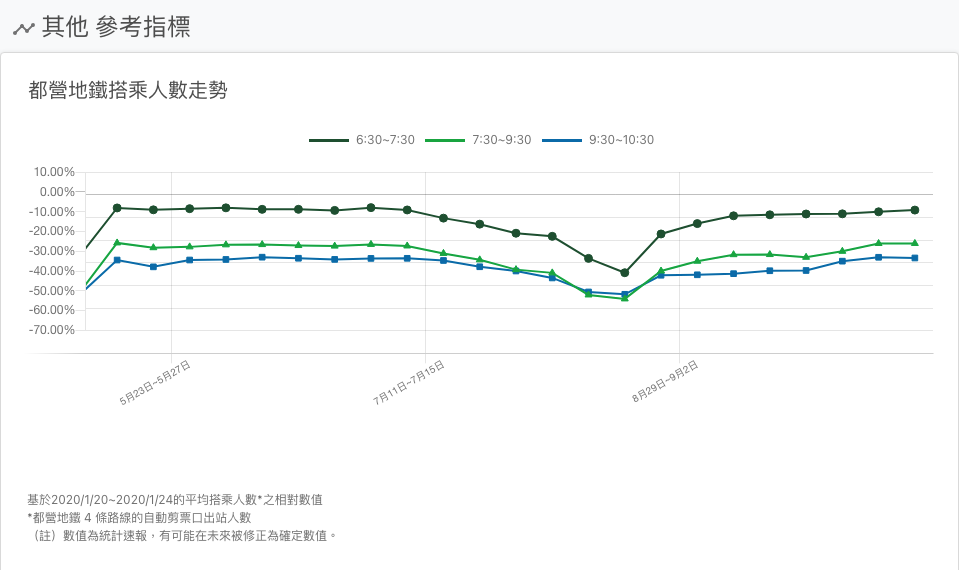 其他 參考指標
都營地鐵搭乘人數走勢
6:30~7:30 7:30~9:30 9:30~10:30
10.00%
0.00%
-10.00%
-20.00%
-30.00%
-40.00%
-50.00%
-60.00%
-70.00%
5月23日~5月27日 7月11日~7月15日 8月29日~9月2日
基於2020/1/20~2020/1/24的平均搭乘人數*之相對數值
*都營地鐵 4 條路線的自動剪票口出站人數
（註）數值為統計速報，有可能在未來被修正為確定數值。